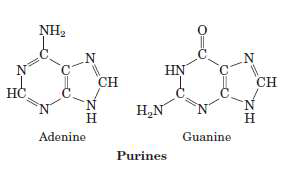 NH₂ O
C N C N
N C HN C
CH CH
HC C C C
N N H₂N N N
H H
Adenine Guanine
Purines